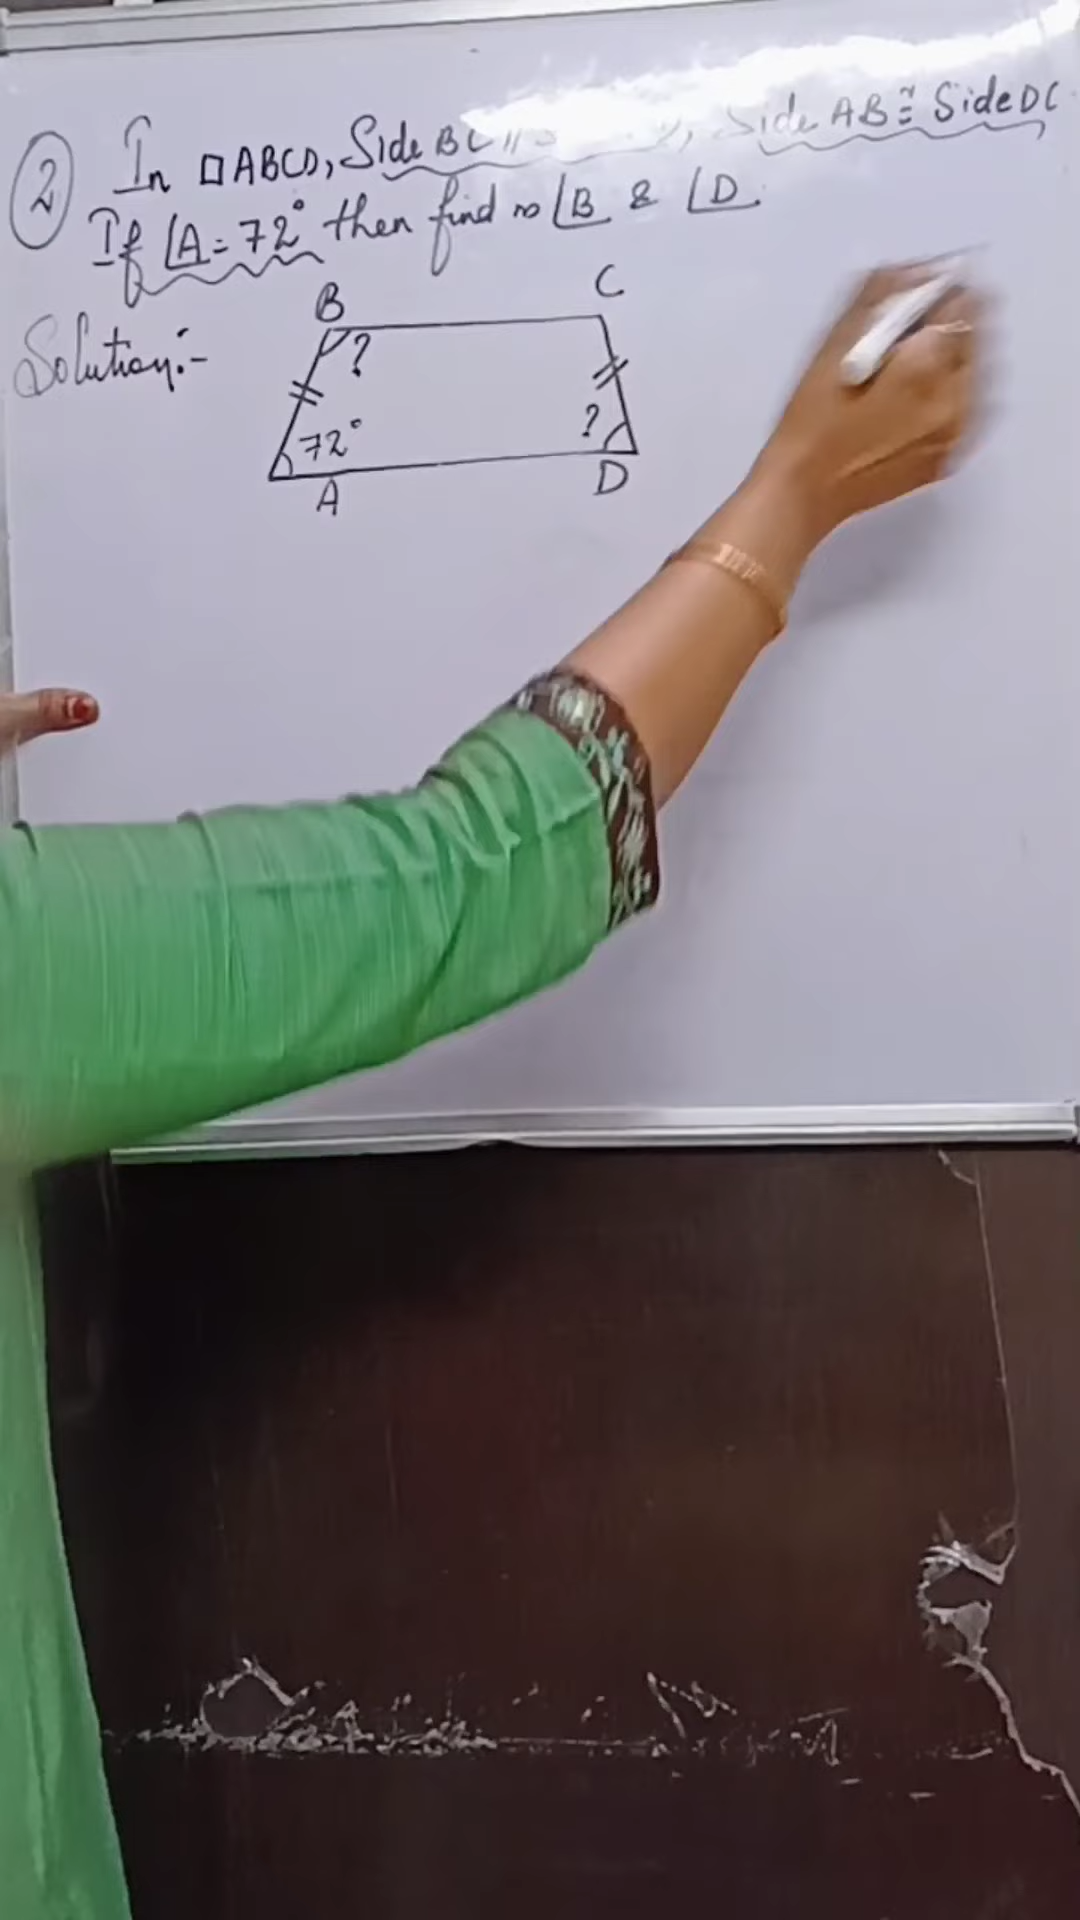 2 In □ABCD, Side BC || Side AB ≅ Side DC
If ∠A = 72° then find m∠B & ∠D.
Solution:-
B C
?
72° ?
A D